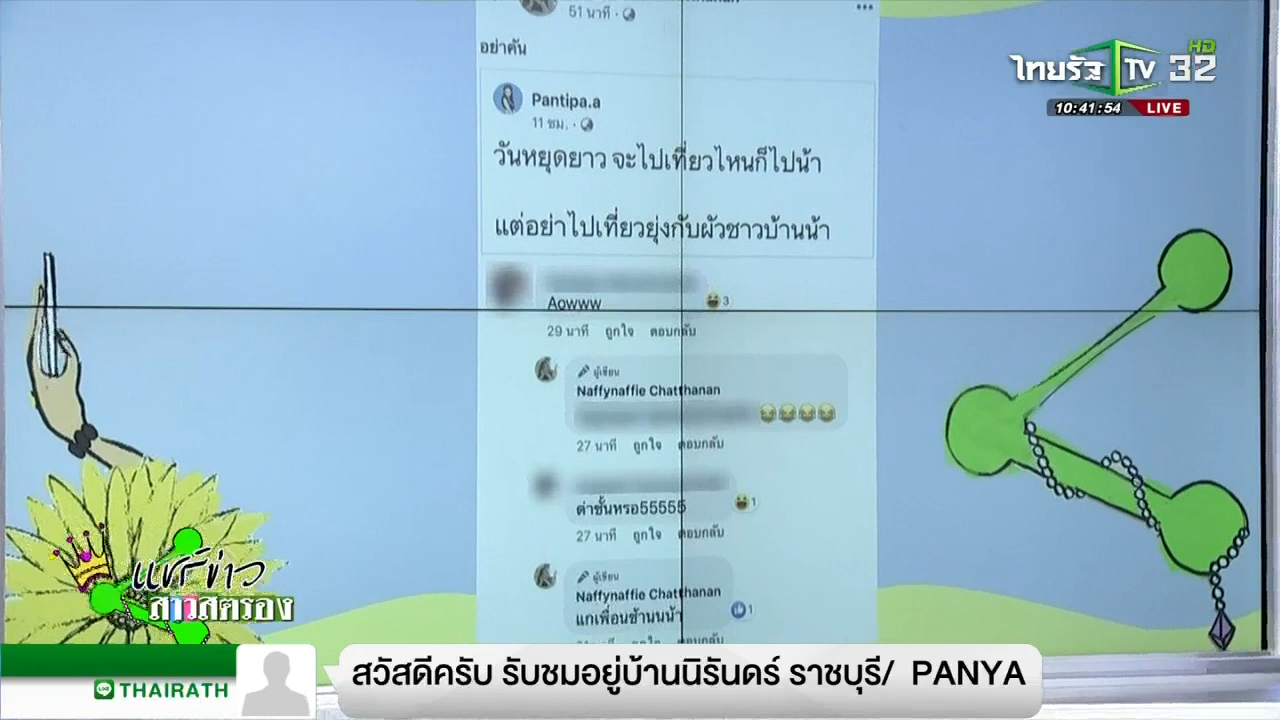 51 นาที
อย่าคัน
Pantipa.a
11 ชม.
วันหยุดยาว จะไปเที่ยวไหนก็ไปน้า
แต่อย่าไปเที่ยวยุ่งกับผัวชาวบ้านน้า
Aowww
3
29 นาที ถูกใจ ตอบกลับ
ผู้เขียน
Naffynaffie Chatthanan
27 นาที ถูกใจ ตอบกลับ
ด่าชั้นหรอ55555
1
27 นาที ถูกใจ ตอบกลับ
ผู้เขียน
Naffynaffie Chatthanan
แกเพื่อนช้านนน้า
1
ไทยรัฐ TV HD 32
10:41:54 LIVE
แชร์ข่าว
สาวสตรอง
LINE THAIRATH
สวัสดีครับ รับชมอยู่บ้านนิรันดร์ ราชบุรี/ PANYA